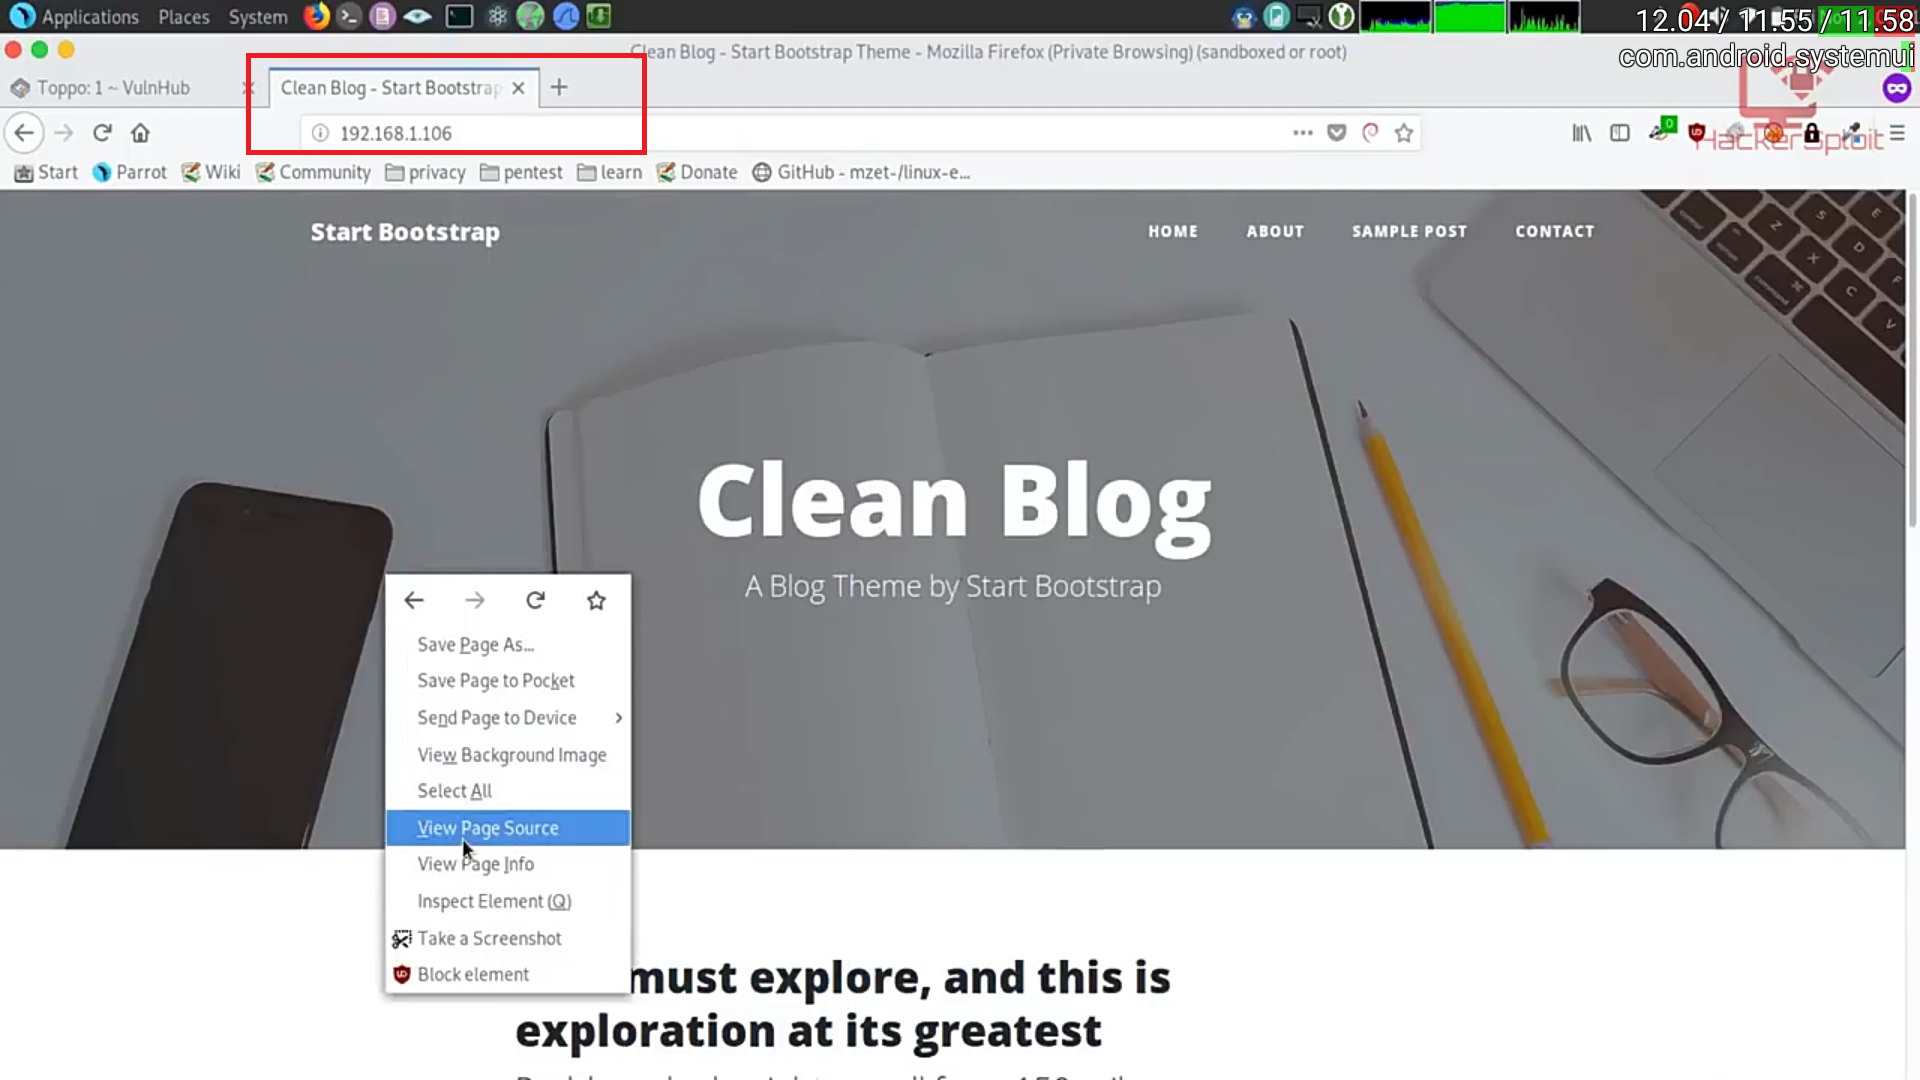 Applications Places System
12.04 / 11.55 / 11.58
Clean Blog - Start Bootstrap Theme - Mozilla Firefox (Private Browsing) (sandboxed or root)
com.android.systemui
Toppo: 1 ~ VulnHub
Clean Blog - Start Bootstrap
192.168.1.106
0
HackerSploit
Start Parrot Wiki Community privacy pentest learn Donate GitHub - mzet-/linux-e...
Start Bootstrap
HOME ABOUT SAMPLE POST CONTACT
Clean Blog
A Blog Theme by Start Bootstrap
Save Page As...
Save Page to Pocket
Send Page to Device
View Background Image
Select All
View Page Source
View Page Info
Inspect Element (Q)
Take a Screenshot
Block element
must explore, and this is
exploration at its greatest